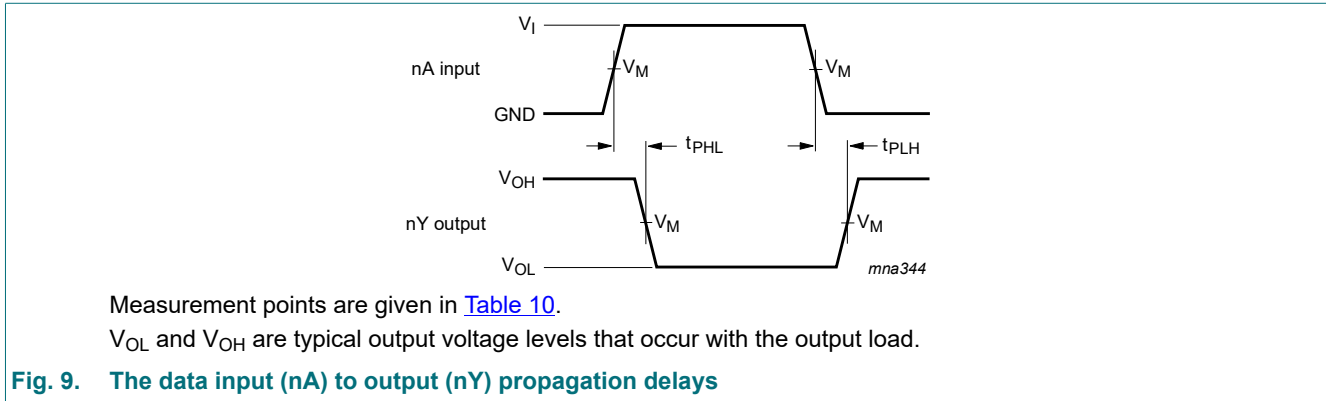 V_I
nA input
V_M
V_M
GND
t_PHL
t_PLH
V_OH
nY output
V_M
V_M
V_OL
mna344
Measurement points are given in Table 10.
V_OL and V_OH are typical output voltage levels that occur with the output load.
Fig. 9. The data input (nA) to output (nY) propagation delays